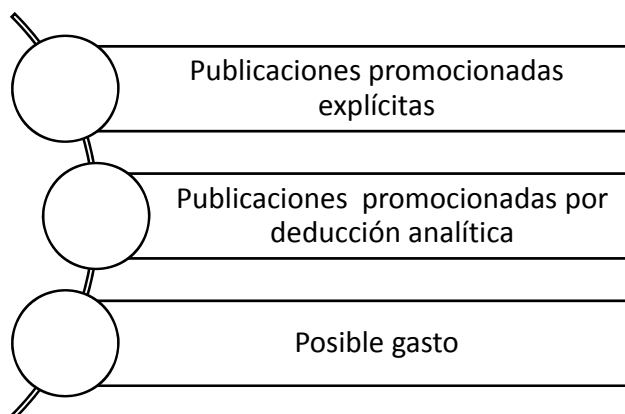 Publicaciones promocionadas
explícitas
Publicaciones  promocionadas por
deducción analítica
Posible gasto